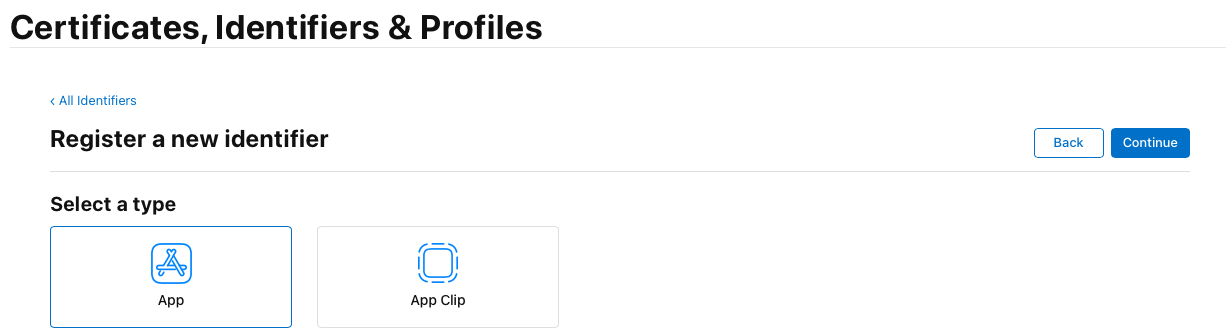 Certificates, Identifiers & Profiles
‹ All Identifiers
Register a new identifier
Back Continue
Select a type
App App Clip